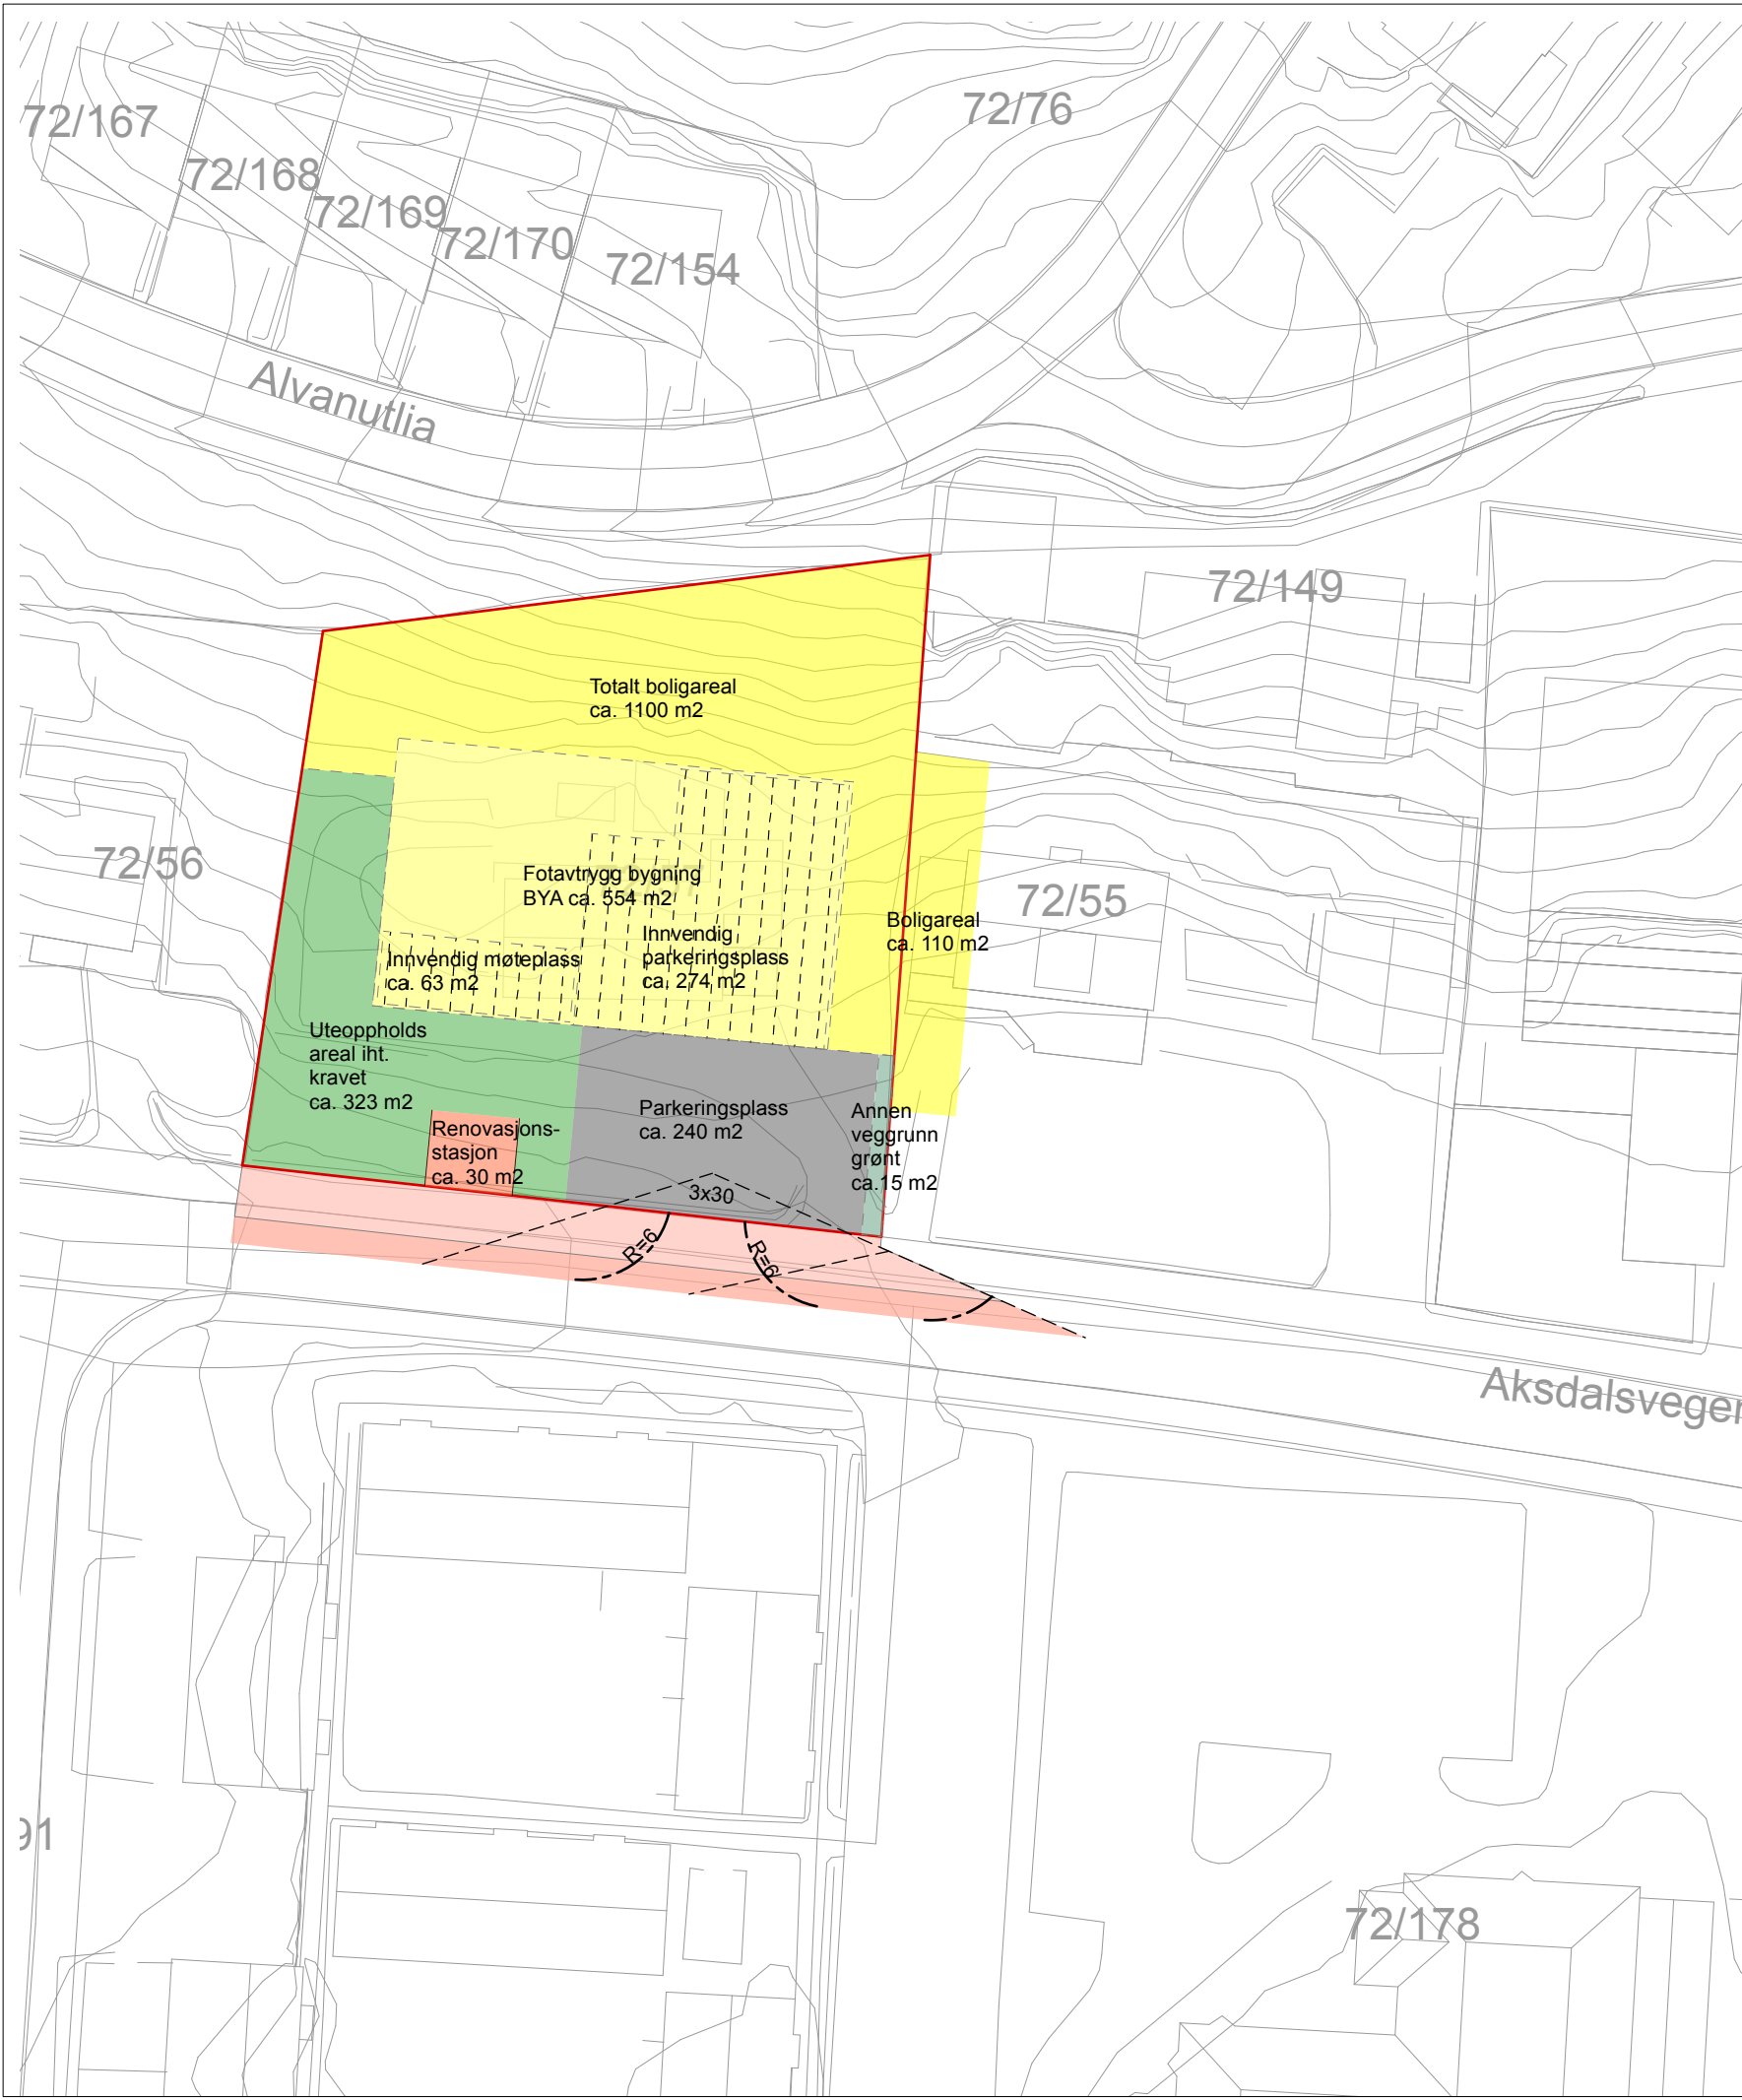 72/76
72/167
72/168
72/169
72/170
72/154
Alvanutlia
72/149
Totalt boligareal
ca. 1100 m2
72/56
Fotavtrygg bygning
BYA ca. 554 m2
72/55
Boligareal
ca. 110 m2
Innvendig
parkeringsplass
ca. 274 m2
Innvendig møteplass
ca. 63 m2
Uteoppholds
areal iht.
kravet
ca. 323 m2
Parkeringsplass
ca. 240 m2
Annen
veggrunn
grønt
ca.15 m2
Renovasjons-
stasjon
ca. 30 m2
3x30
R=6
R=6
Aksdalsvegen
91
72/178